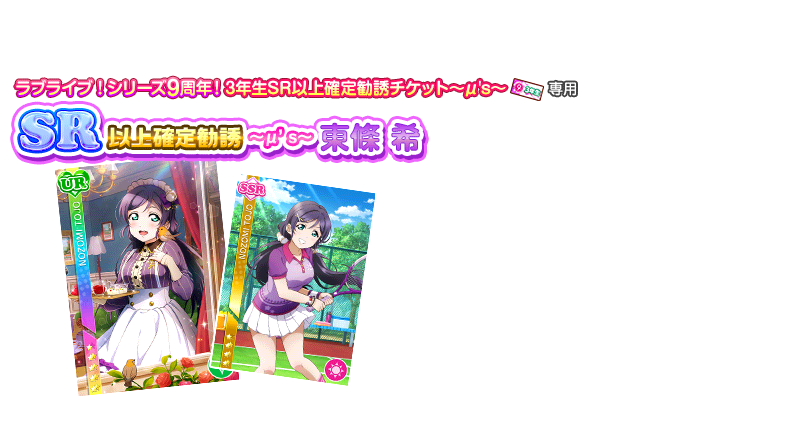 ラブライブ！シリーズ9周年！3年生SR以上確定勧誘チケット～μ's～ 専用
SR以上確定勧誘～μ's～東條 希
UR
NOZOMI TOJO
SSR
NOZOMI TOJO